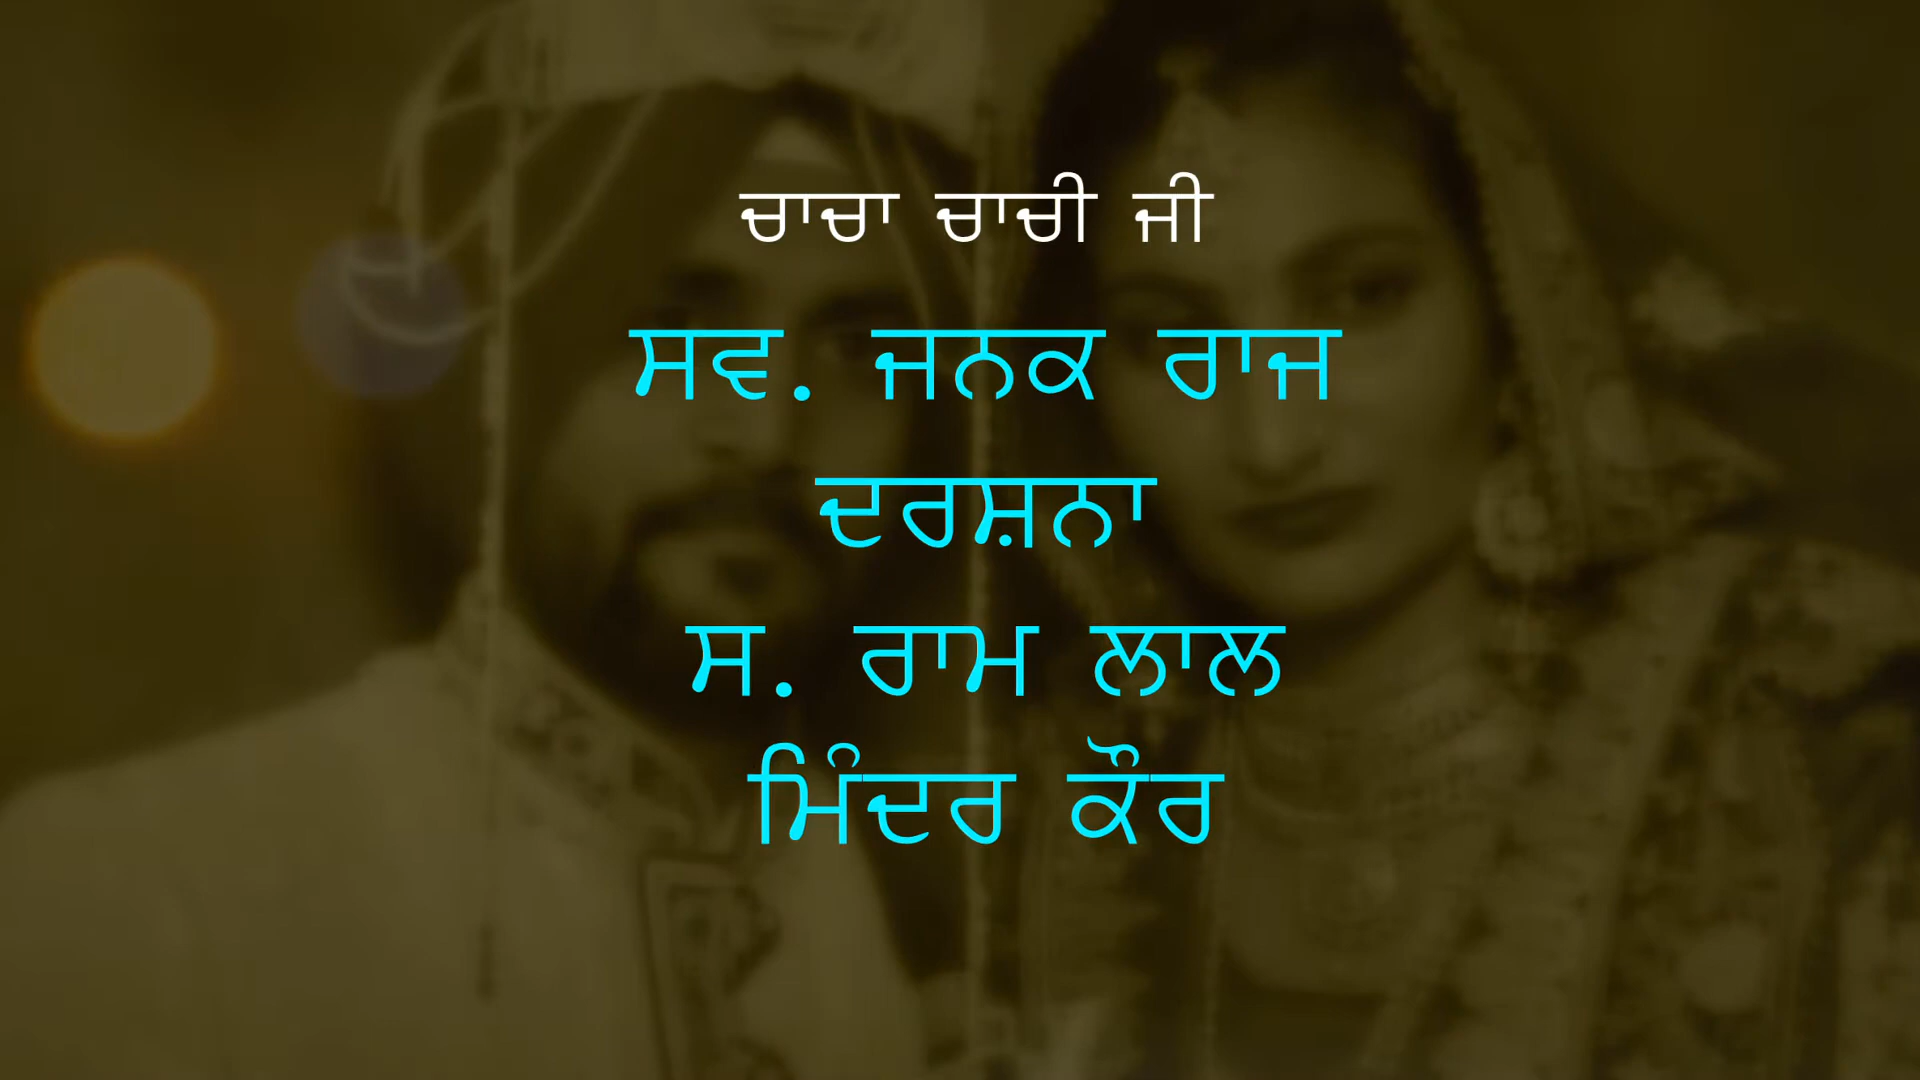 ਚਾਚਾ ਚਾਚੀ ਜੀ
ਸਵ. ਜਨਕ ਰਾਜ
ਦਰਸ਼ਨਾ
ਸ. ਰਾਮ ਲਾਲ
ਮਿੰਦਰ ਕੌਰ